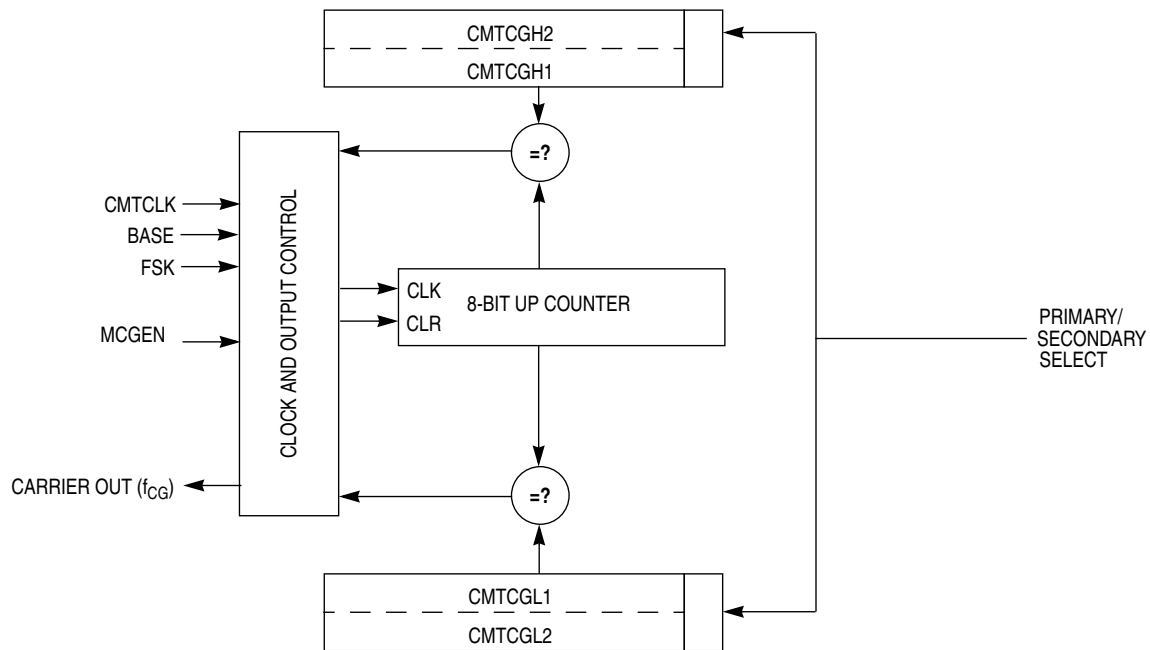 CMTCGH2
CMTCGH1
=?
CLOCK AND OUTPUT CONTROL
CMTCLK
BASE
FSK
MCGEN
CARRIER OUT (fCG)
CLK
CLR
8-BIT UP COUNTER
PRIMARY/
SECONDARY
SELECT
=?
CMTCGL1
CMTCGL2